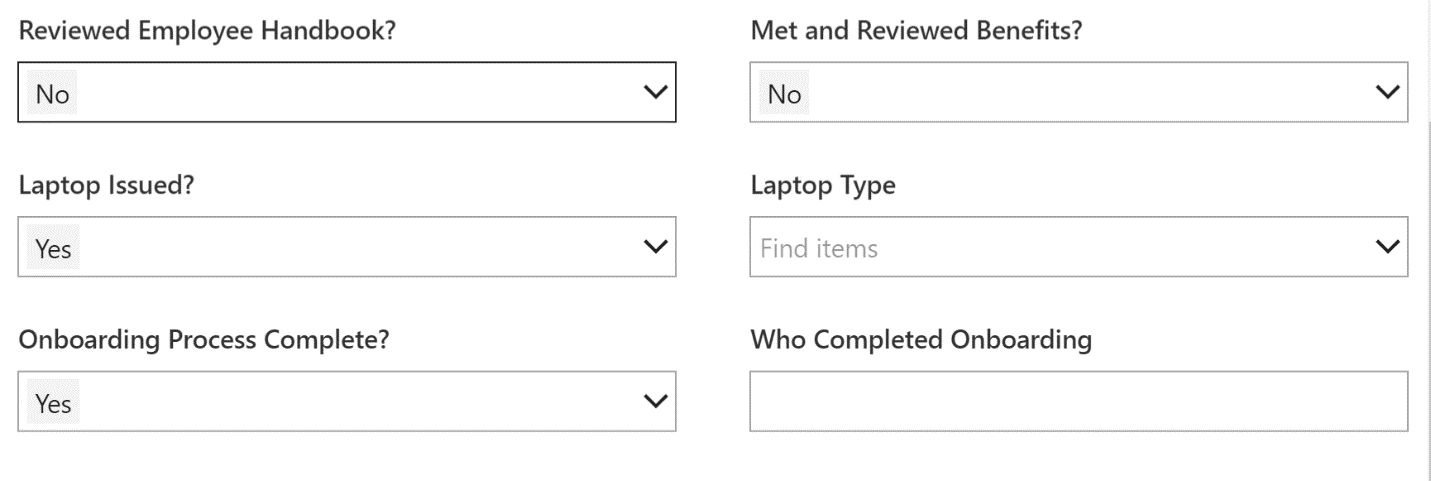 Reviewed Employee Handbook?
Met and Reviewed Benefits?
No
No
Laptop Issued?
Laptop Type
Yes
Find items
Onboarding Process Complete?
Who Completed Onboarding
Yes